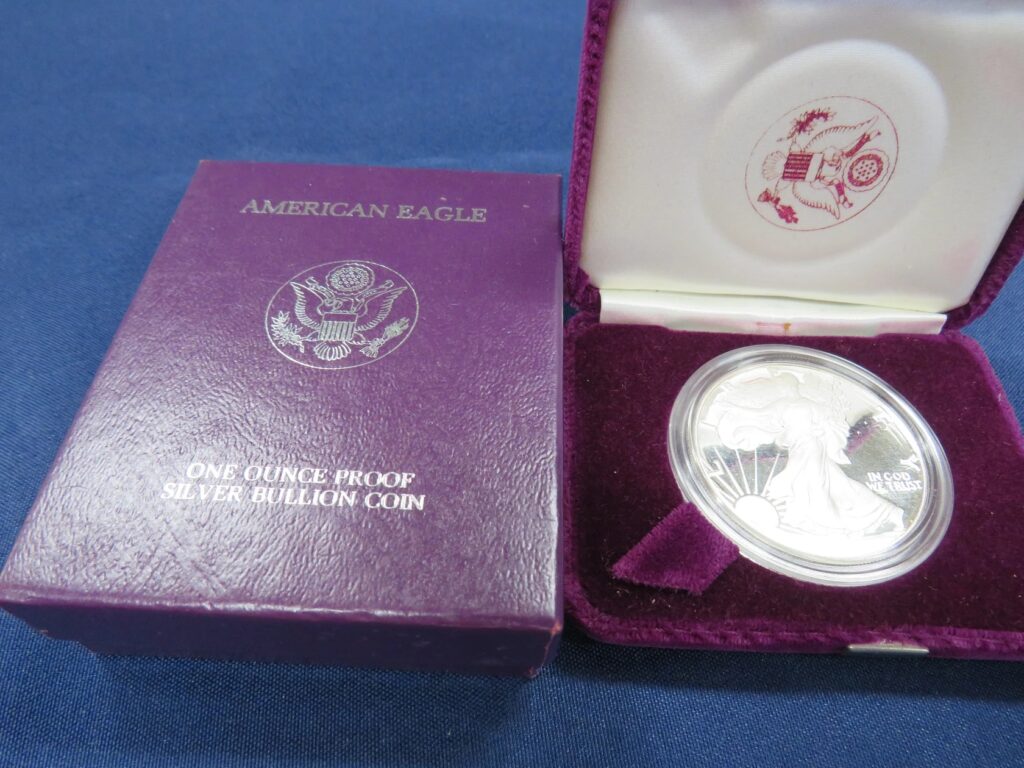 AMERICAN EAGLE
ONE OUNCE PROOF
SILVER BULLION COIN
IN GOD
WE TRUST